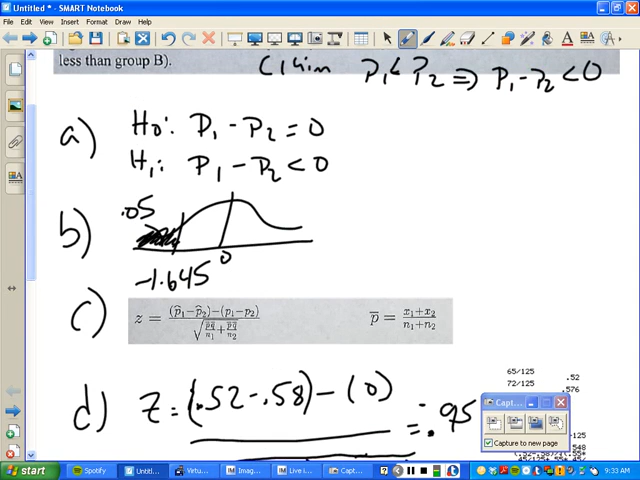 Untitled * - SMART Notebook
File Edit View Insert Format Draw Help
less than group B).
Claim P₁ < P₂ ⟹ P₁ - P₂ < 0
a) H₀: P₁ - P₂ = 0
H₁: P₁ - P₂ < 0
b) .05
0
-1.645
c) z = (p̂₁−p̂₂)−(p₁−p₂) / √(p̄q̄/n₁ + p̄q̄/n₂) p̄ = x₁+x₂ / n₁+n₂
65/125
.52
72/125
.576
d) Z = (.52-.58) - (0) = -.95
Capt...
Capture to new page
start Spotify Untitl... Virtu... Imag... Live i... Imag... Capt... 9:33 AM